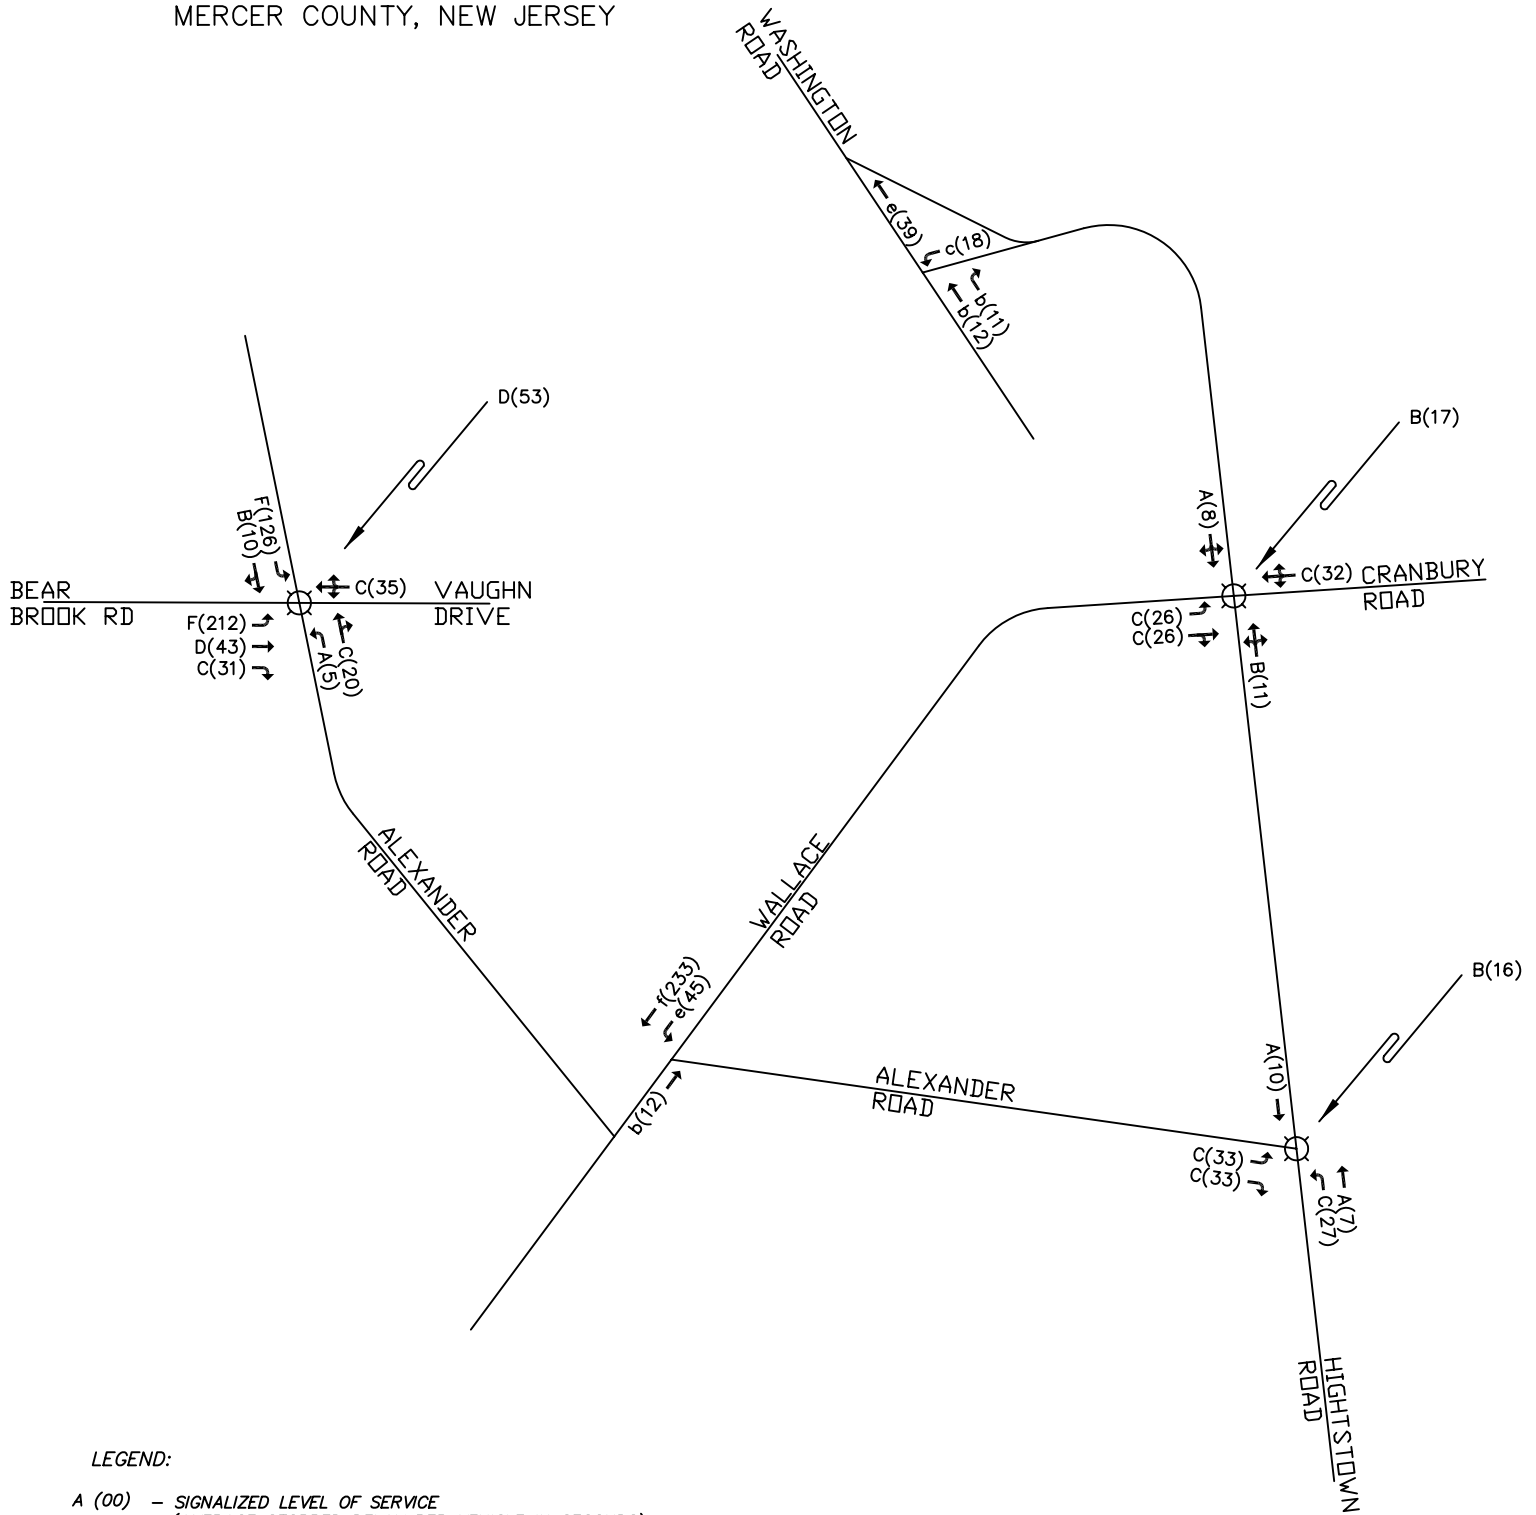 MERCER COUNTY, NEW JERSEY
WASHINGTON
ROAD
e(39)
c(18)
b(11)
b(12)
D(53)
B(17)
F(126)
B(10)
A(8)
BEAR
BROOK RD
C(35)
VAUGHN
DRIVE
C(32)
CRANBURY
ROAD
F(212)
D(43)
C(31)
A(5)
C(20)
C(26)
C(26)
B(11)
ALEXANDER
ROAD
WALLACE
ROAD
f(233)
e(45)
b(12)
B(16)
A(10)
ALEXANDER
ROAD
C(33)
C(33)
A(7)
C(27)
HIGHTSTOWN
ROAD
LEGEND:
A (00) – SIGNALIZED LEVEL OF SERVICE